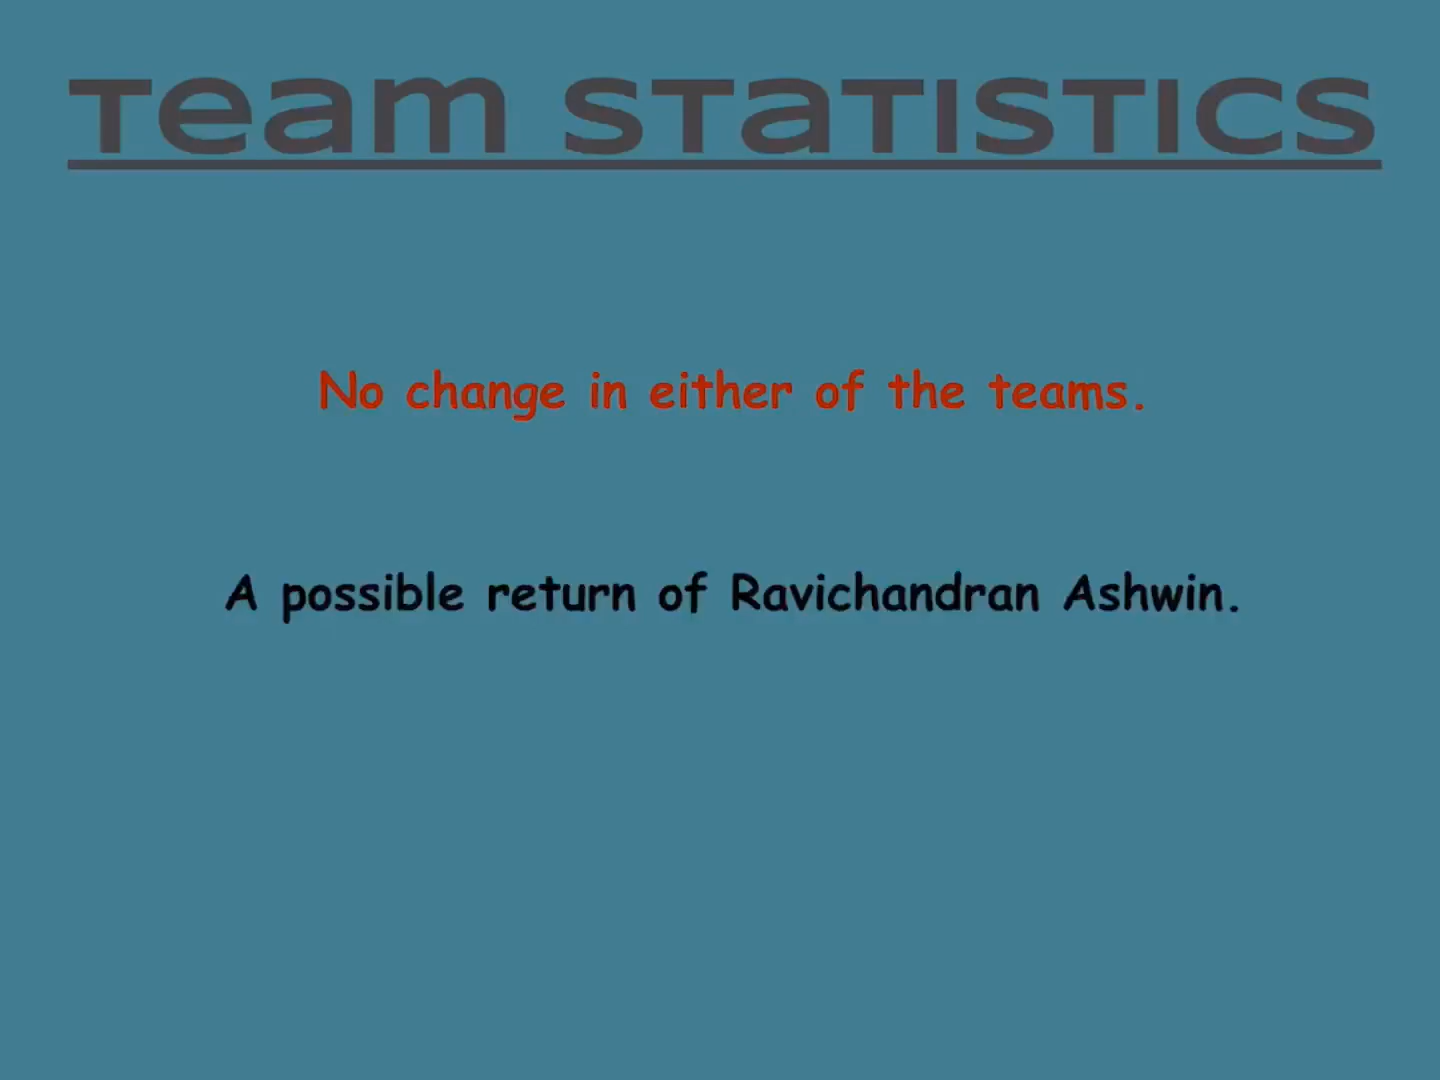 Team STaTISTICS
No change in either of the teams.
A possible return of Ravichandran Ashwin.